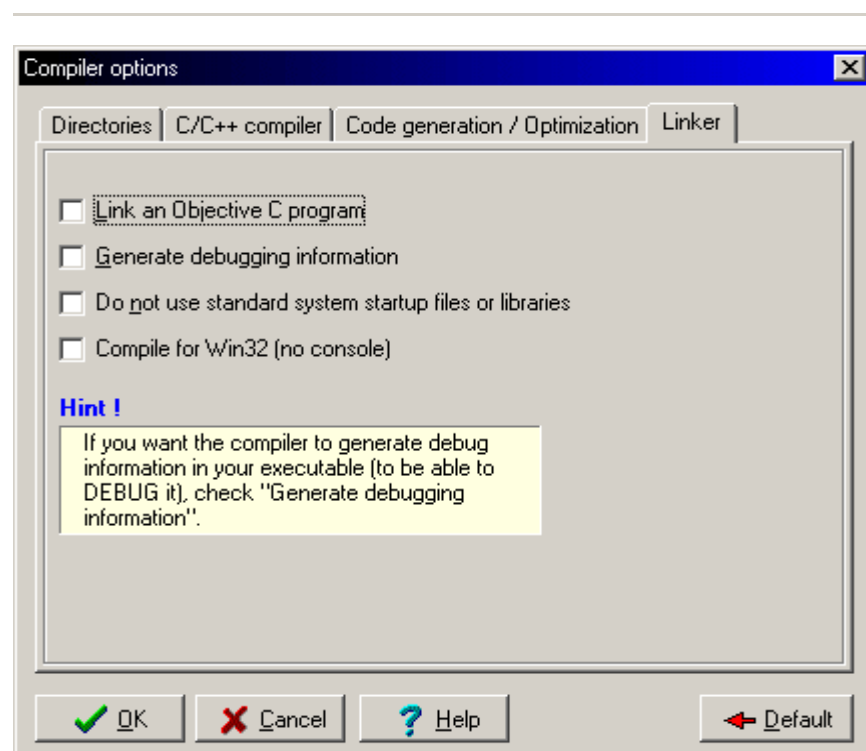 Compiler options
Directories
C/C++ compiler
Code generation / Optimization
Linker
Link an Objective C program
Generate debugging information
Do not use standard system startup files or libraries
Compile for Win32 (no console)
Hint !
If you want the compiler to generate debug
information in your executable (to be able to
DEBUG it), check "Generate debugging
information".
OK
Cancel
Help
Default